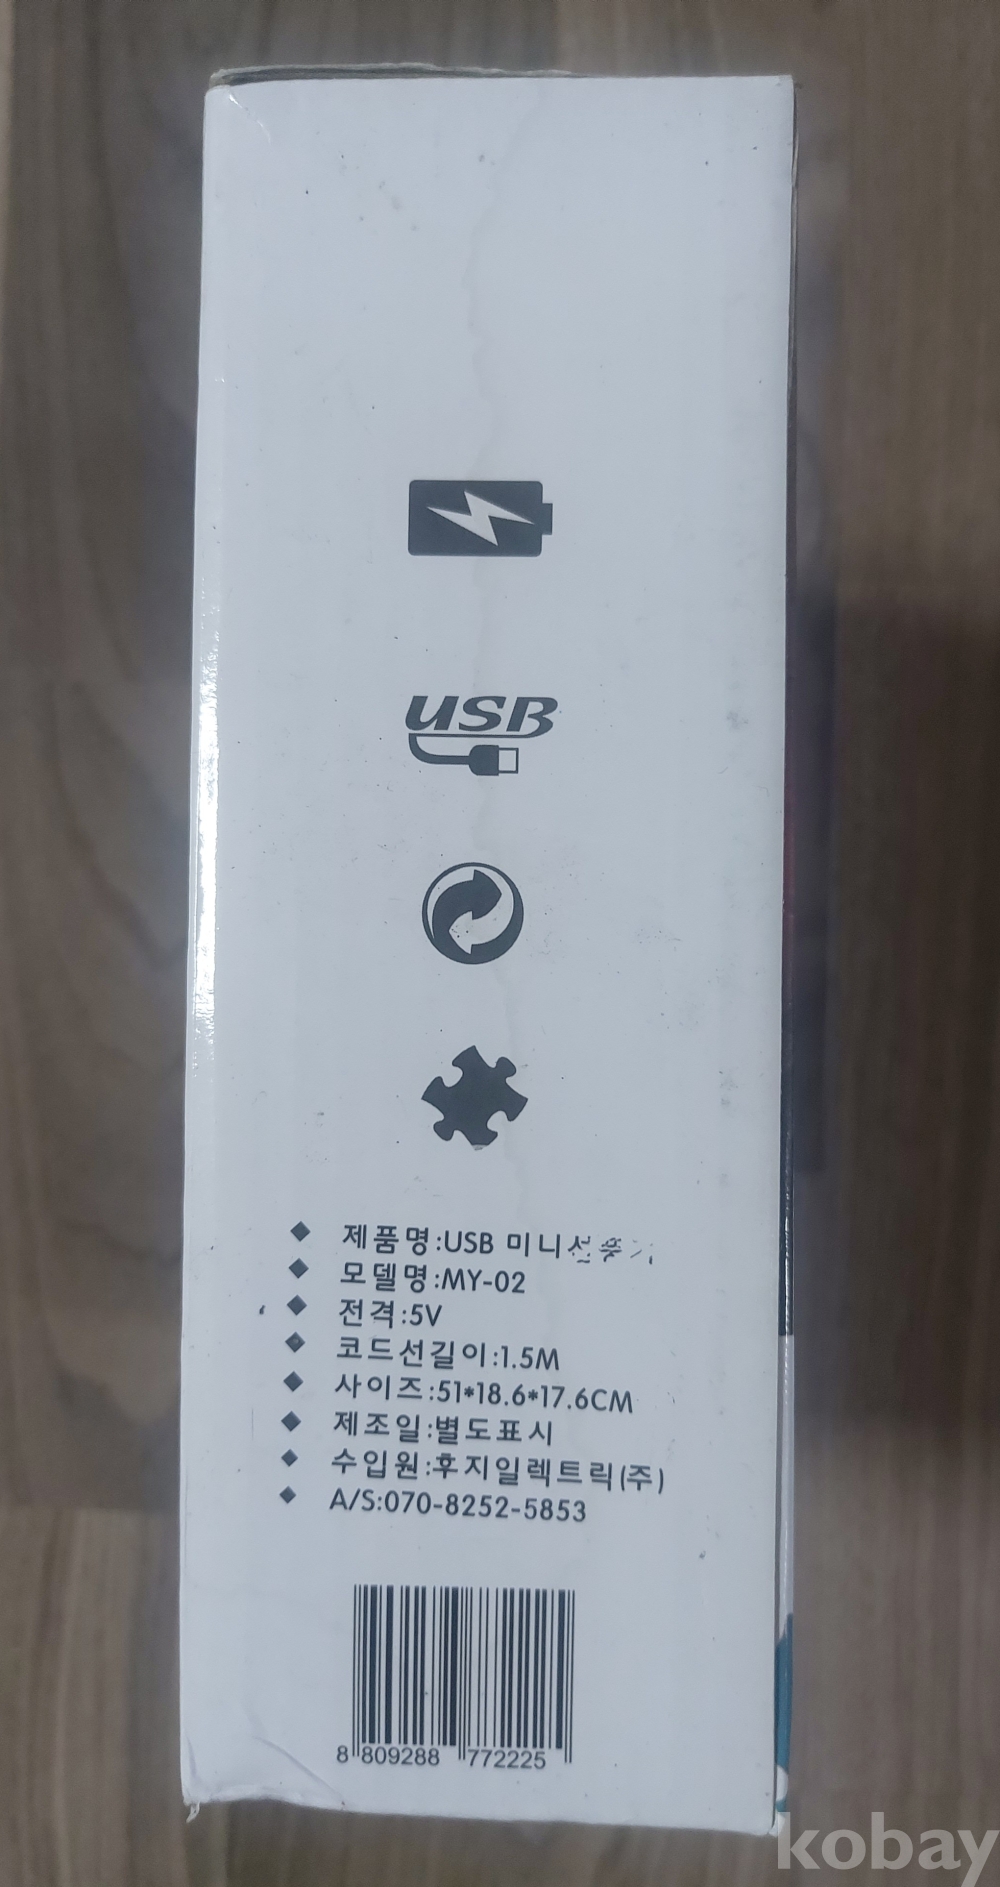 USB
제품명:USB 미니선풍기
모델명:MY-02
전격:5V
코드선길이:1.5M
사이즈:51*18.6*17.6CM
제조일:별도표시
수입원:후지일렉트릭(주)
A/S:070-8252-5853
8 809288 772225
kobay